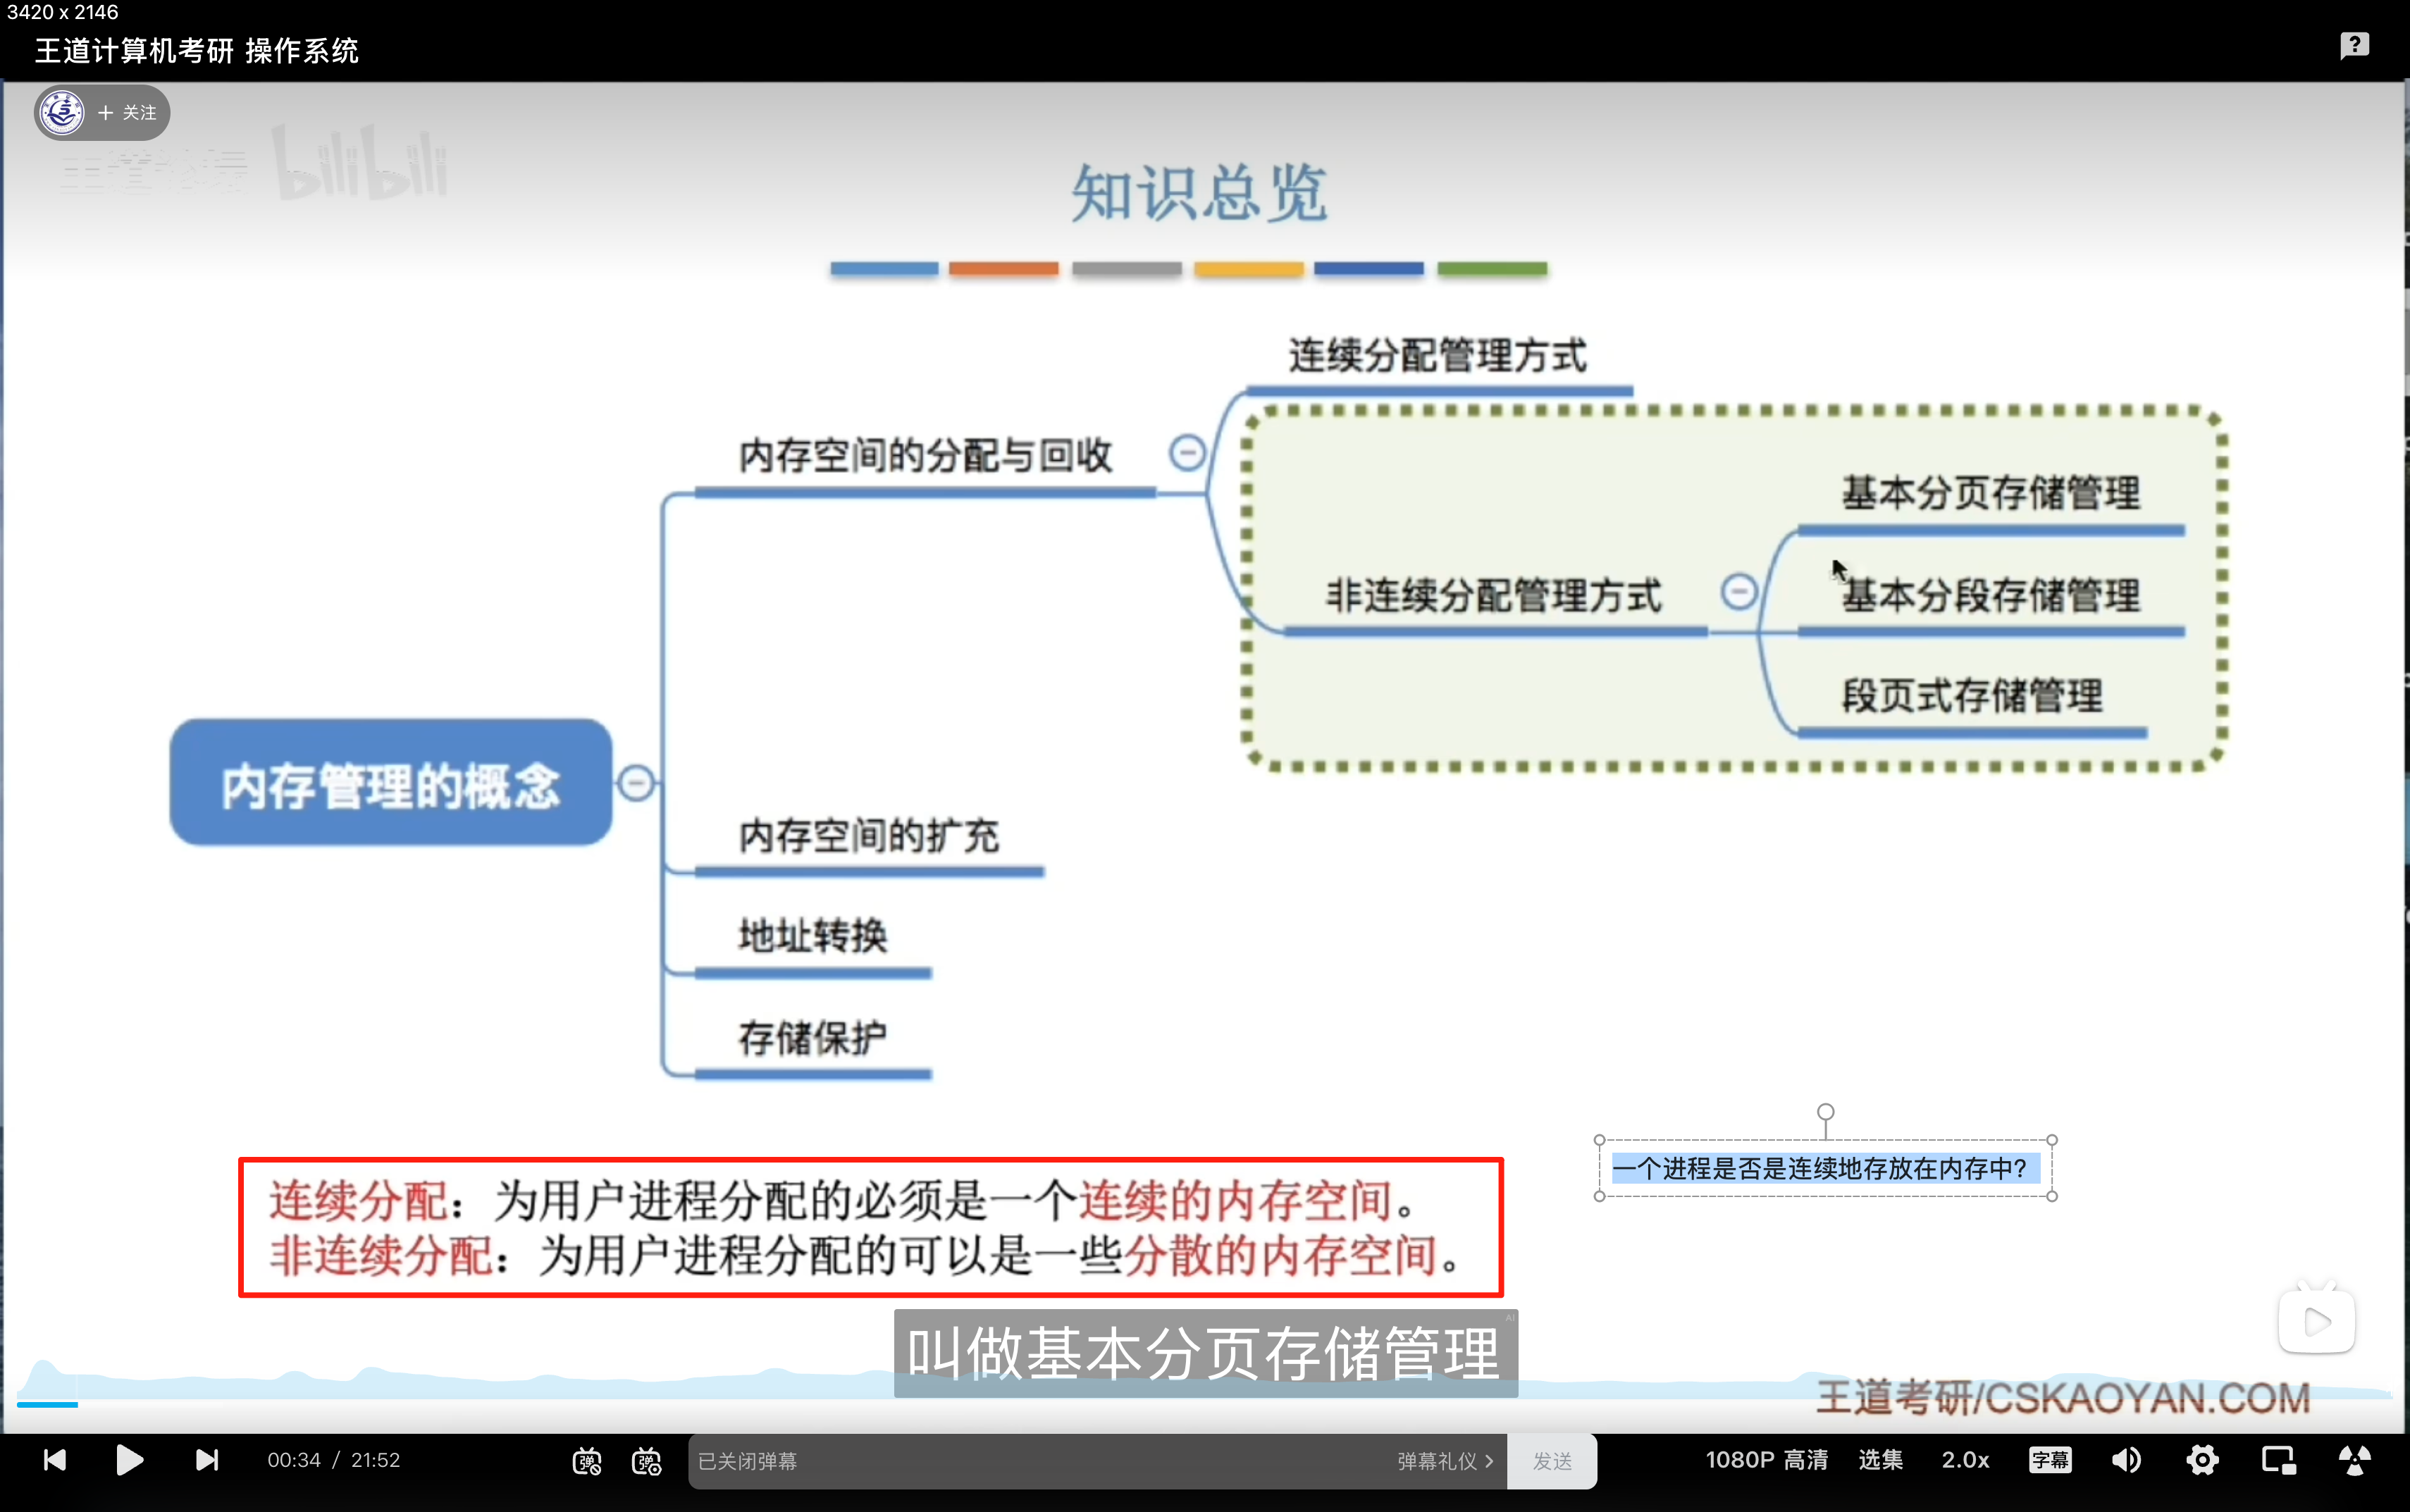 3420 x 2146
王道计算机考研 操作系统
+ 关注
bilibili
知识总览
连续分配管理方式
内存空间的分配与回收
基本分页存储管理
非连续分配管理方式
基本分段存储管理
段页式存储管理
内存管理的概念
内存空间的扩充
地址转换
存储保护
一个进程是否是连续地存放在内存中?
连续分配：为用户进程分配的必须是一个连续的内存空间。
非连续分配：为用户进程分配的可以是一些分散的内存空间。
AI
叫做基本分页存储管理
王道考研/CSKAOYAN.COM
00:34 / 21:52
弹
弹
已关闭弹幕
弹幕礼仪 >
发送
1080P 高清
选集
2.0x
字幕